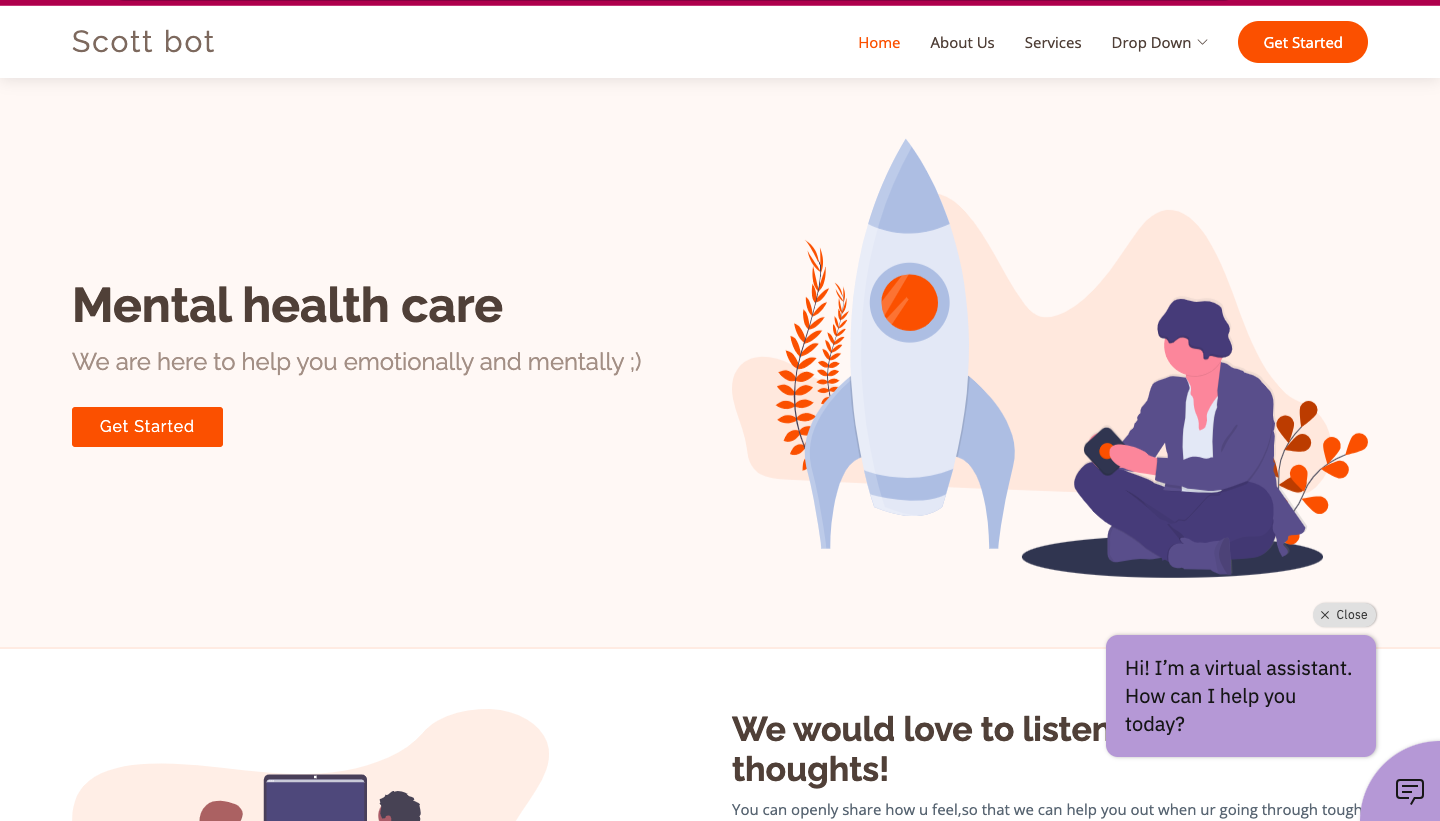 Scott bot
Home
About Us
Services
Drop Down
Get Started
Mental health care
We are here to help you emotionally and mentally ;)
Get Started
Close
Hi! I'm a virtual assistant.
How can I help you
today?
We would love to listen
thoughts!
You can openly share how u feel,so that we can help you out when ur going through tough